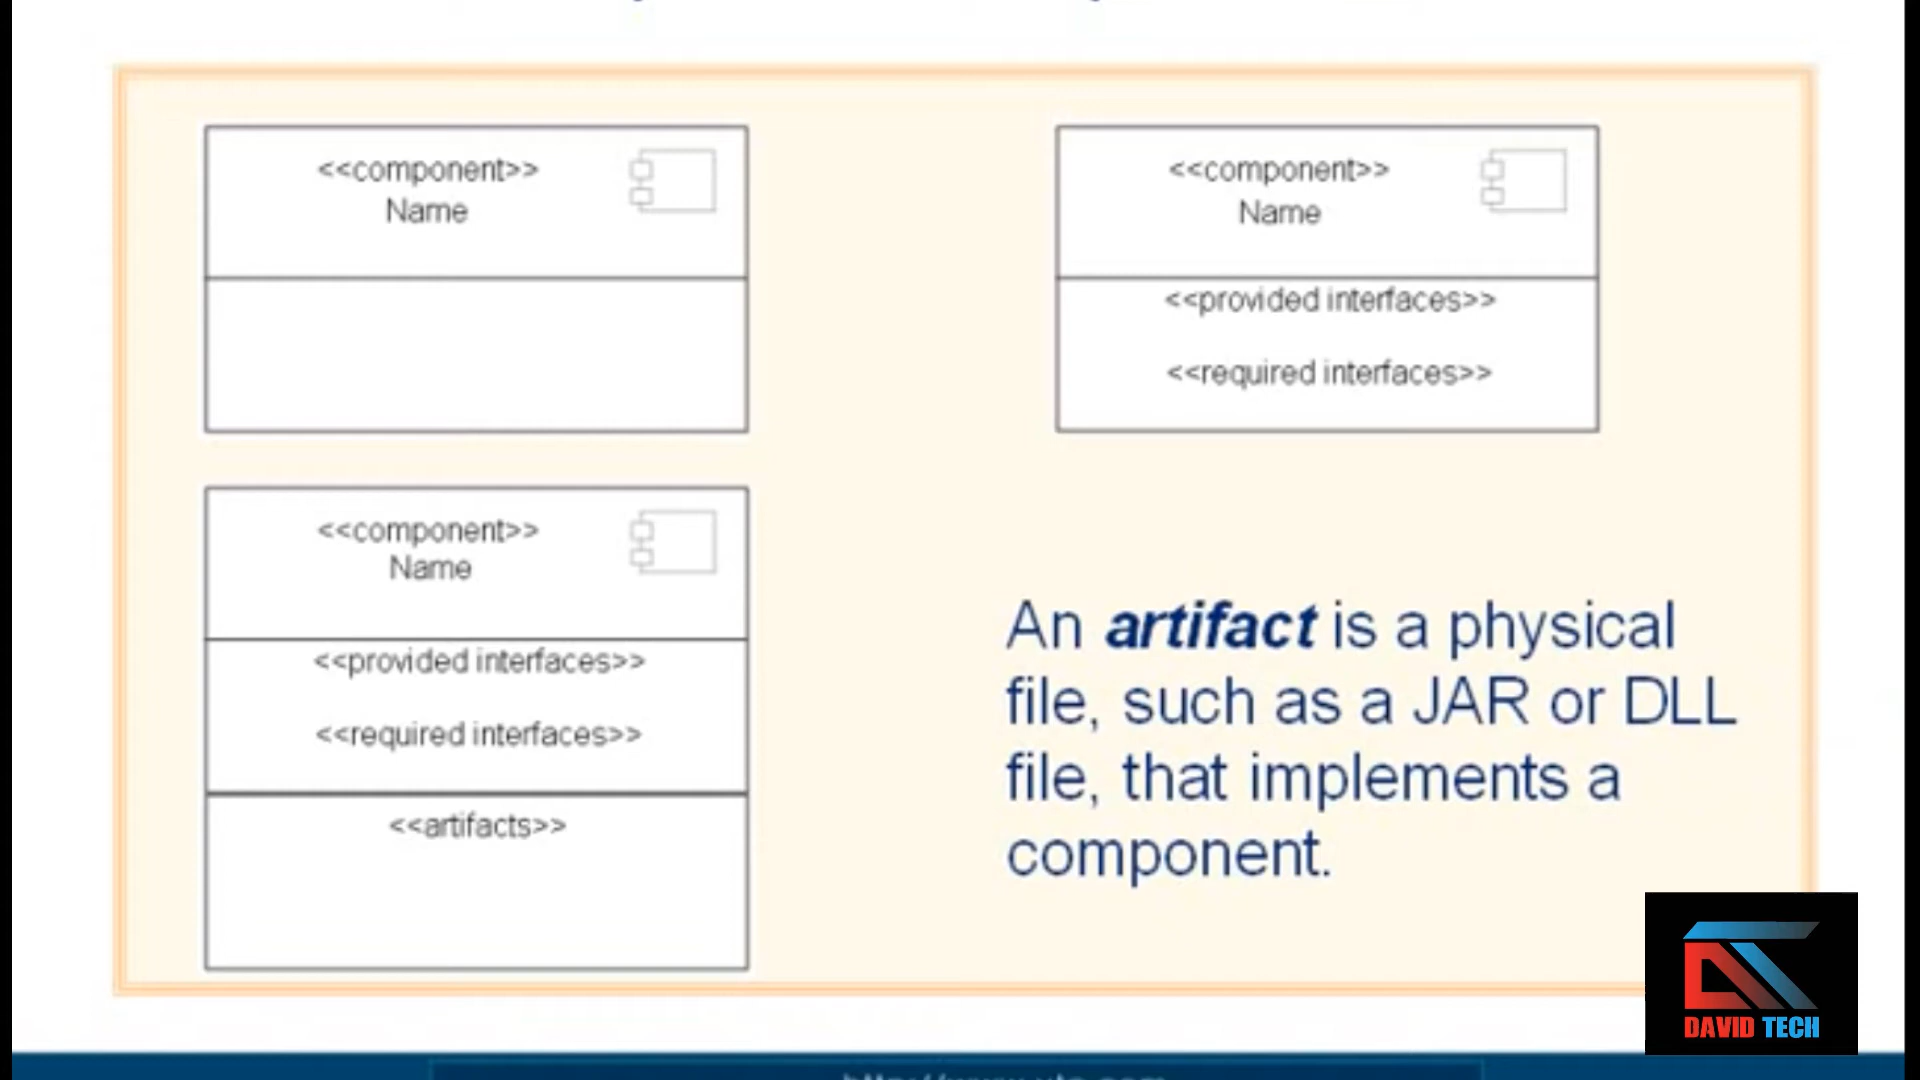 <<component>>
Name
<<component>>
Name
<<provided interfaces>>
<<required interfaces>>
<<component>>
Name
<<provided interfaces>>
<<required interfaces>>
<<artifacts>>
An artifact is a physical
file, such as a JAR or DLL
file, that implements a
component.
DAVID TECH